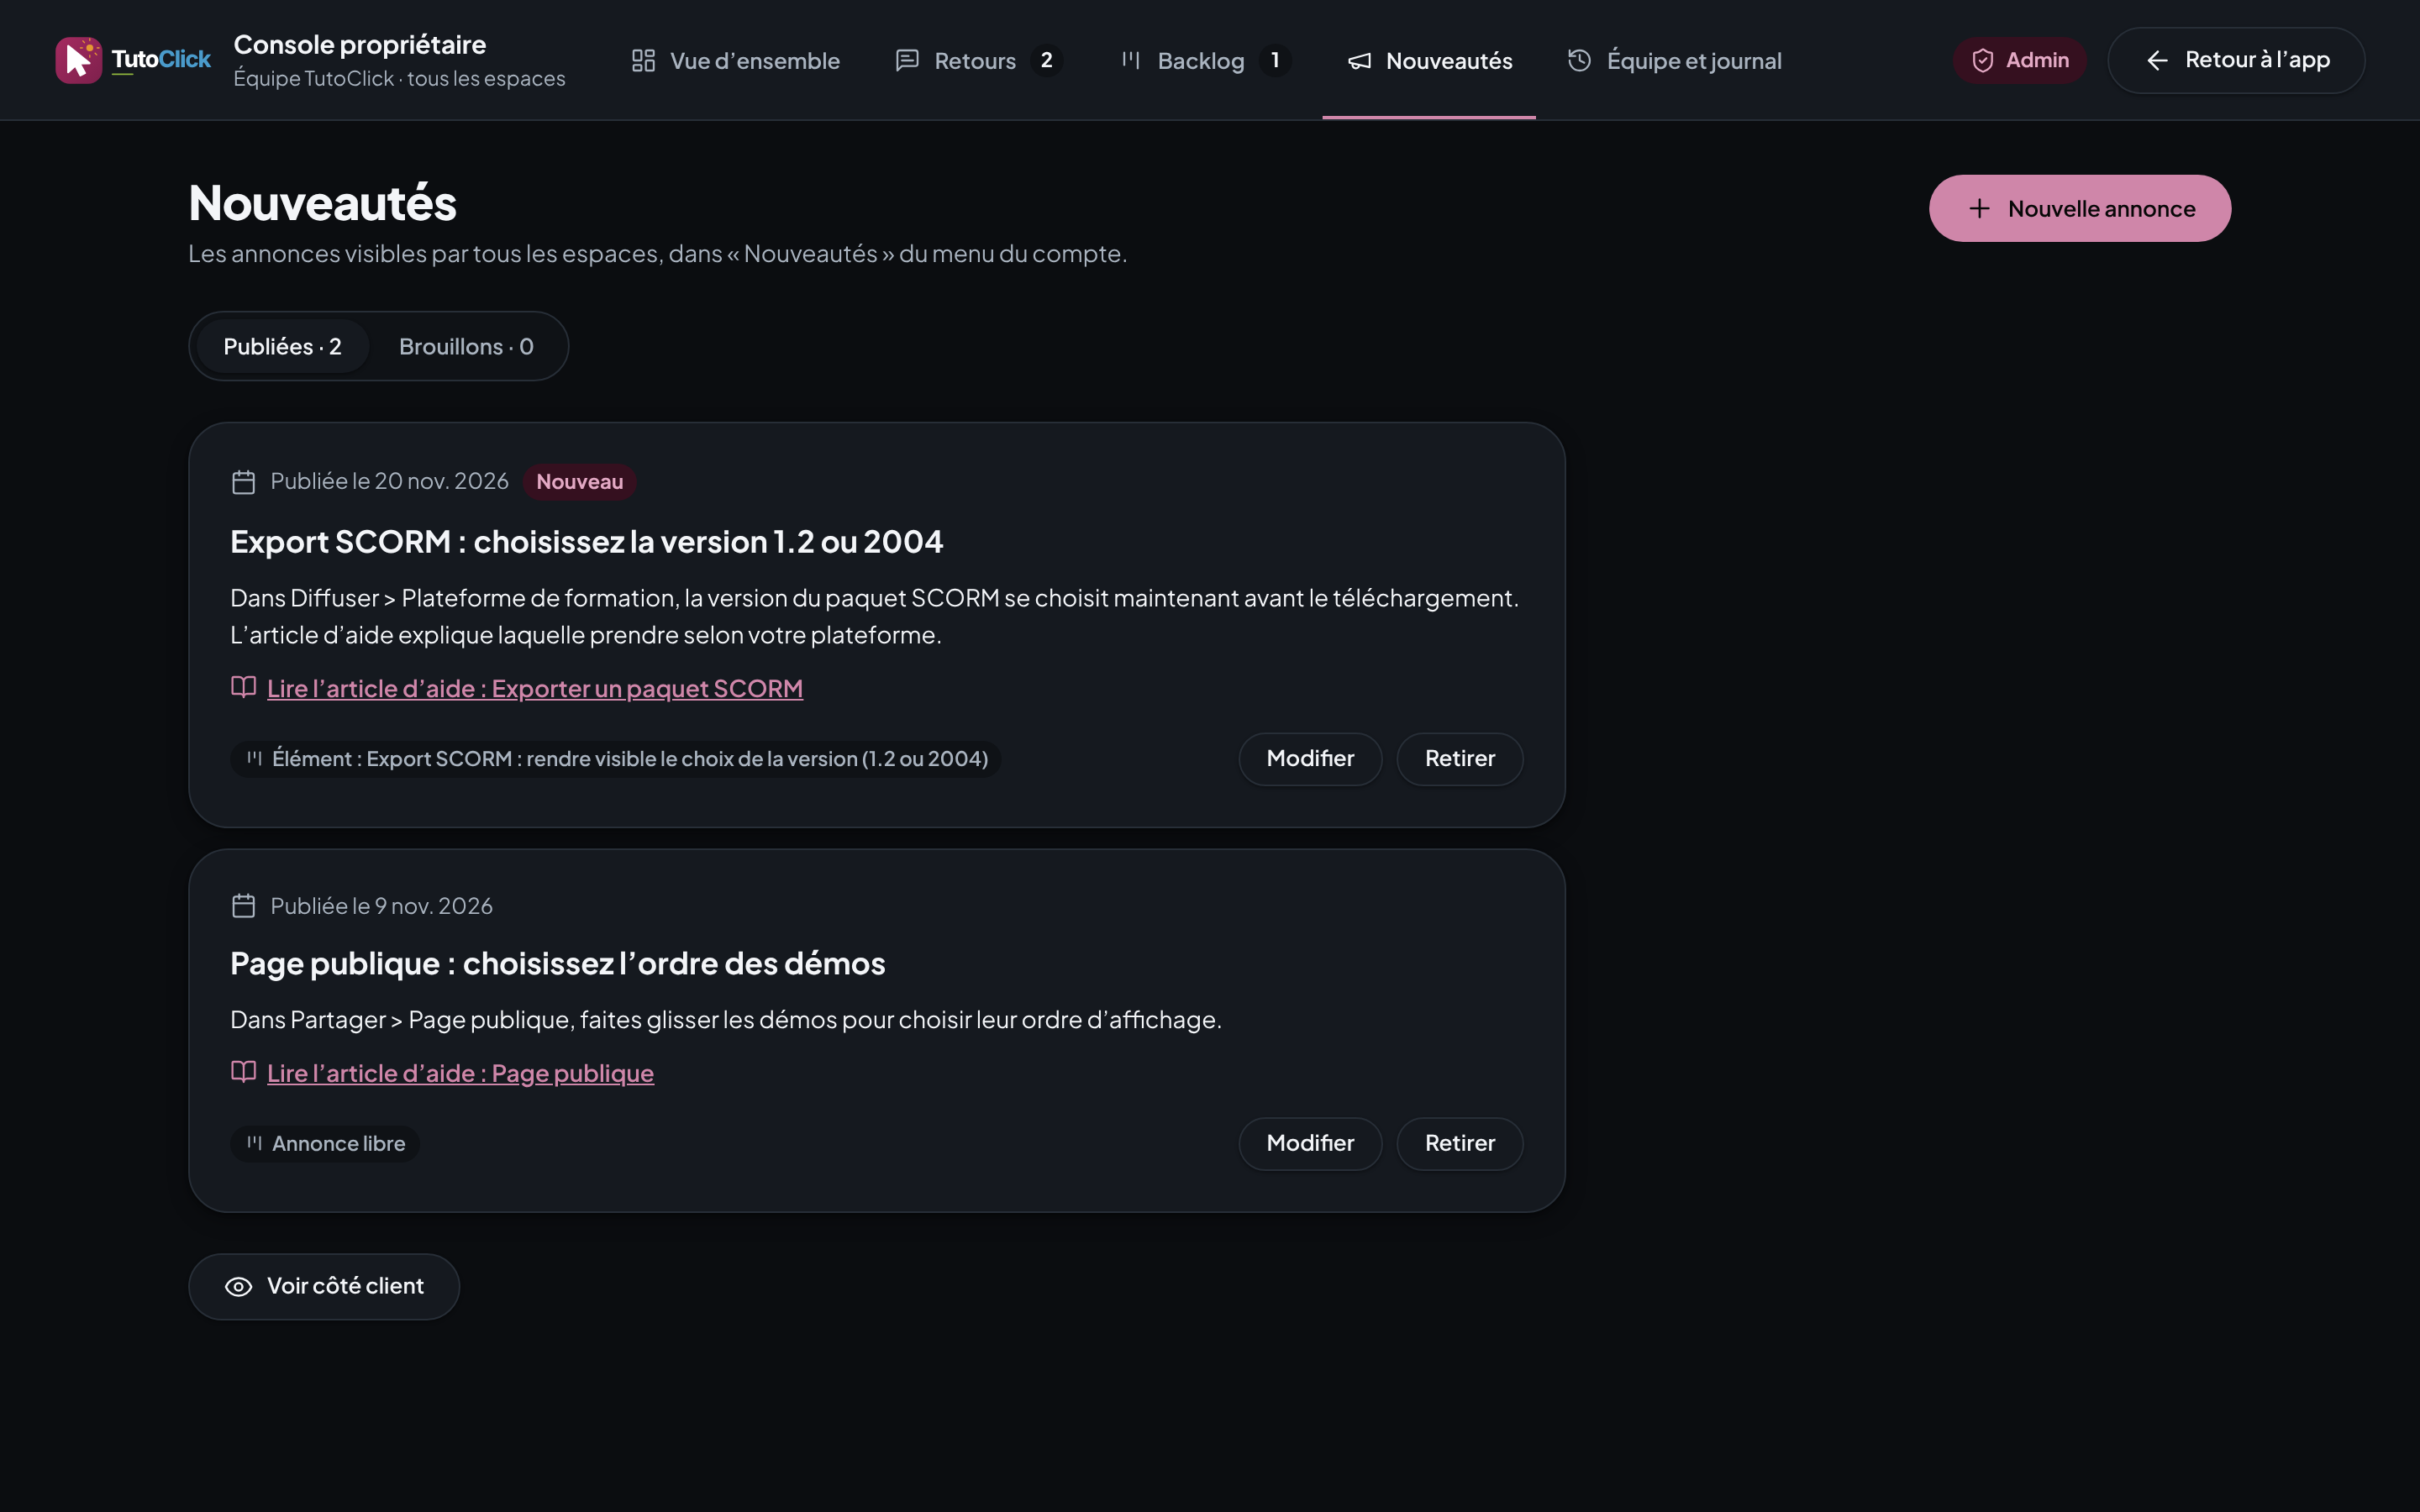 TutoClick
Console propriétaire
Équipe TutoClick · tous les espaces
Vue d’ensemble
Retours 2
Backlog 1
Nouveautés
Équipe et journal
Admin
Retour à l’app
Nouveautés
Les annonces visibles par tous les espaces, dans « Nouveautés » du menu du compte.
Nouvelle annonce
Publiées · 2
Brouillons · 0
Publiée le 20 nov. 2026 Nouveau
Export SCORM : choisissez la version 1.2 ou 2004
Dans Diffuser > Plateforme de formation, la version du paquet SCORM se choisit maintenant avant le téléchargement.
L’article d’aide explique laquelle prendre selon votre plateforme.
Lire l’article d’aide : Exporter un paquet SCORM
Élément : Export SCORM : rendre visible le choix de la version (1.2 ou 2004)
Modifier
Retirer
Publiée le 9 nov. 2026
Page publique : choisissez l’ordre des démos
Dans Partager > Page publique, faites glisser les démos pour choisir leur ordre d’affichage.
Lire l’article d’aide : Page publique
Annonce libre
Modifier
Retirer
Voir côté client